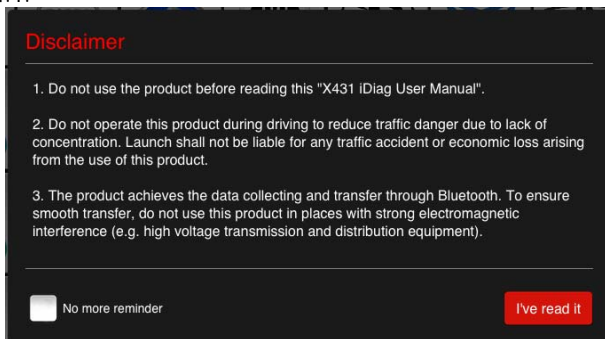 Disclaimer
1. Do not use the product before reading this "X431 iDiag User Manual".
2. Do not operate this product during driving to reduce traffic danger due to lack of
concentration. Launch shall not be liable for any traffic accident or economic loss arising
from the use of this product.
3. The product achieves the data collecting and transfer through Bluetooth. To ensure
smooth transfer, do not use this product in places with strong electromagnetic
interference (e.g. high voltage transmission and distribution equipment).
No more reminder
I've read it